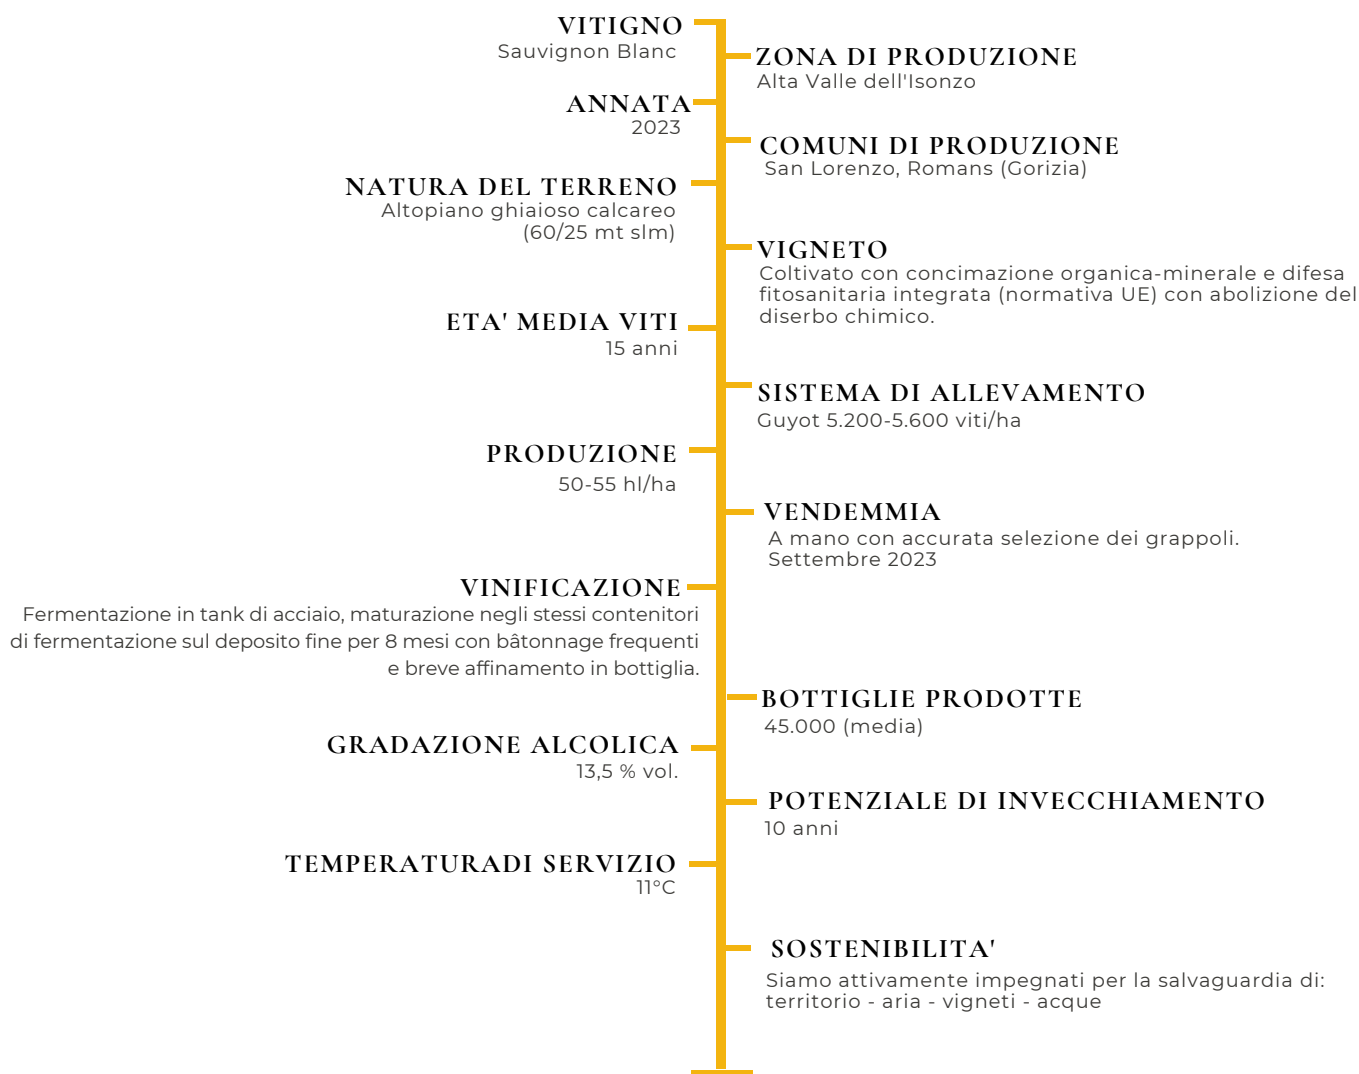 VITIGNO
Sauvignon Blanc
ZONA DI PRODUZIONE
Alta Valle dell'Isonzo
ANNATA
2023
COMUNI DI PRODUZIONE
San Lorenzo, Romans (Gorizia)
NATURA DEL TERRENO
Altopiano ghiaioso calcareo
(60/25 mt slm)
VIGNETO
Coltivato con concimazione organica-minerale e difesa
fitosanitaria integrata (normativa UE) con abolizione del
diserbo chimico.
ETA' MEDIA VITI
15 anni
SISTEMA DI ALLEVAMENTO
Guyot 5.200-5.600 viti/ha
PRODUZIONE
50-55 hl/ha
VENDEMMIA
A mano con accurata selezione dei grappoli.
Settembre 2023
VINIFICAZIONE
Fermentazione in tank di acciaio, maturazione negli stessi contenitori
di fermentazione sul deposito fine per 8 mesi con bâtonnage frequenti
e breve affinamento in bottiglia.
BOTTIGLIE PRODOTTE
45.000 (media)
GRADAZIONE ALCOLICA
13,5 % vol.
POTENZIALE DI INVECCHIAMENTO
10 anni
TEMPERATURADI SERVIZIO
11°C
SOSTENIBILITA'
Siamo attivamente impegnati per la salvaguardia di:
territorio - aria - vigneti - acque